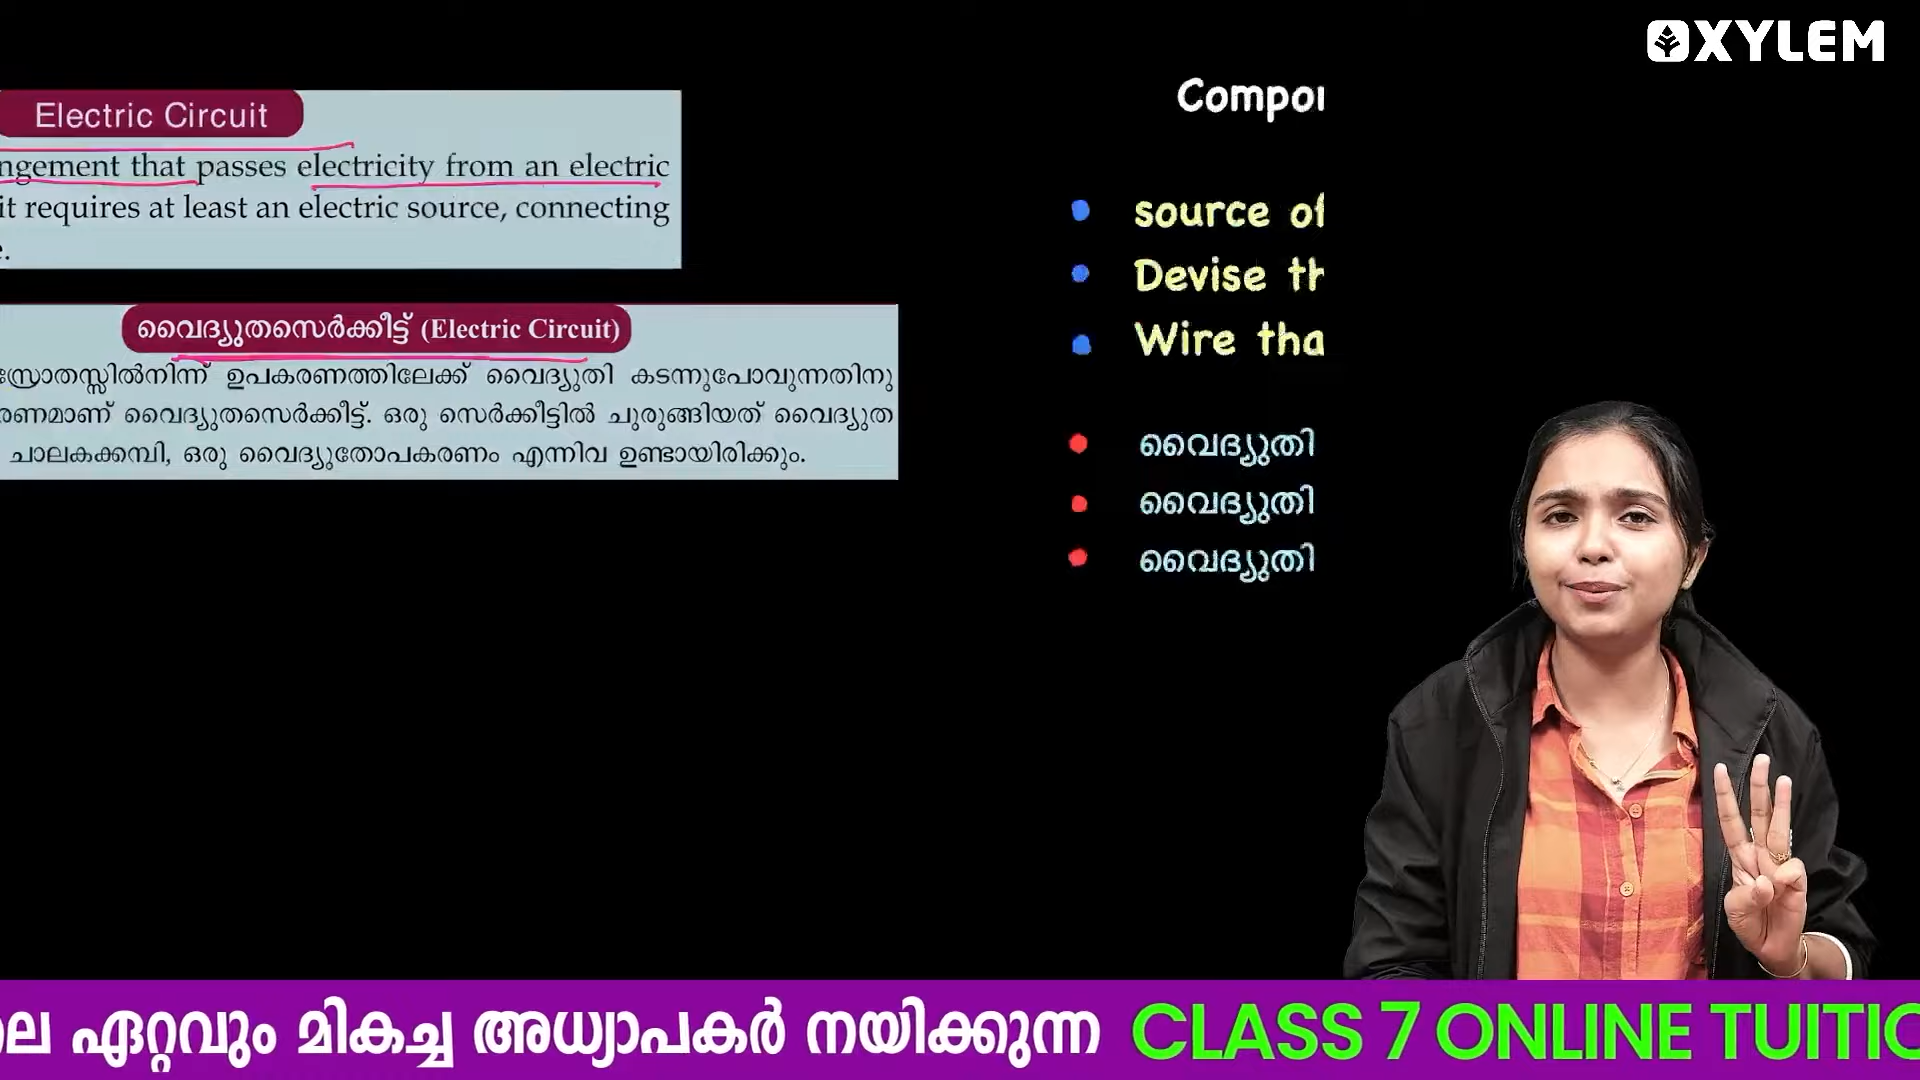 XYLEM
Electric Circuit
ngement that passes electricity from an electric
it requires at least an electric source, connecting
e.
വൈദ്യുതസെർക്കീട്ട് (Electric Circuit)
സ്രോതസ്സിൽനിന്ന് ഉപകരണത്തിലേക്ക് വൈദ്യുതി കടന്നുപോവുന്നതിനു
രണമാണ് വൈദ്യുതസെർക്കീട്ട്. ഒരു സെർക്കീട്ടിൽ ചുരുങ്ങിയത് വൈദ്യുത
ചാലകക്കമ്പി, ഒരു വൈദ്യുതോപകരണം എന്നിവ ഉണ്ടായിരിക്കും.
Compo
source of
Devise th
Wire tha
വൈദ്യുതി
വൈദ്യുതി
വൈദ്യുതി
ലെ ഏറ്റവും മികച്ച അധ്യാപകർ നയിക്കുന്ന CLASS 7 ONLINE TUITIO